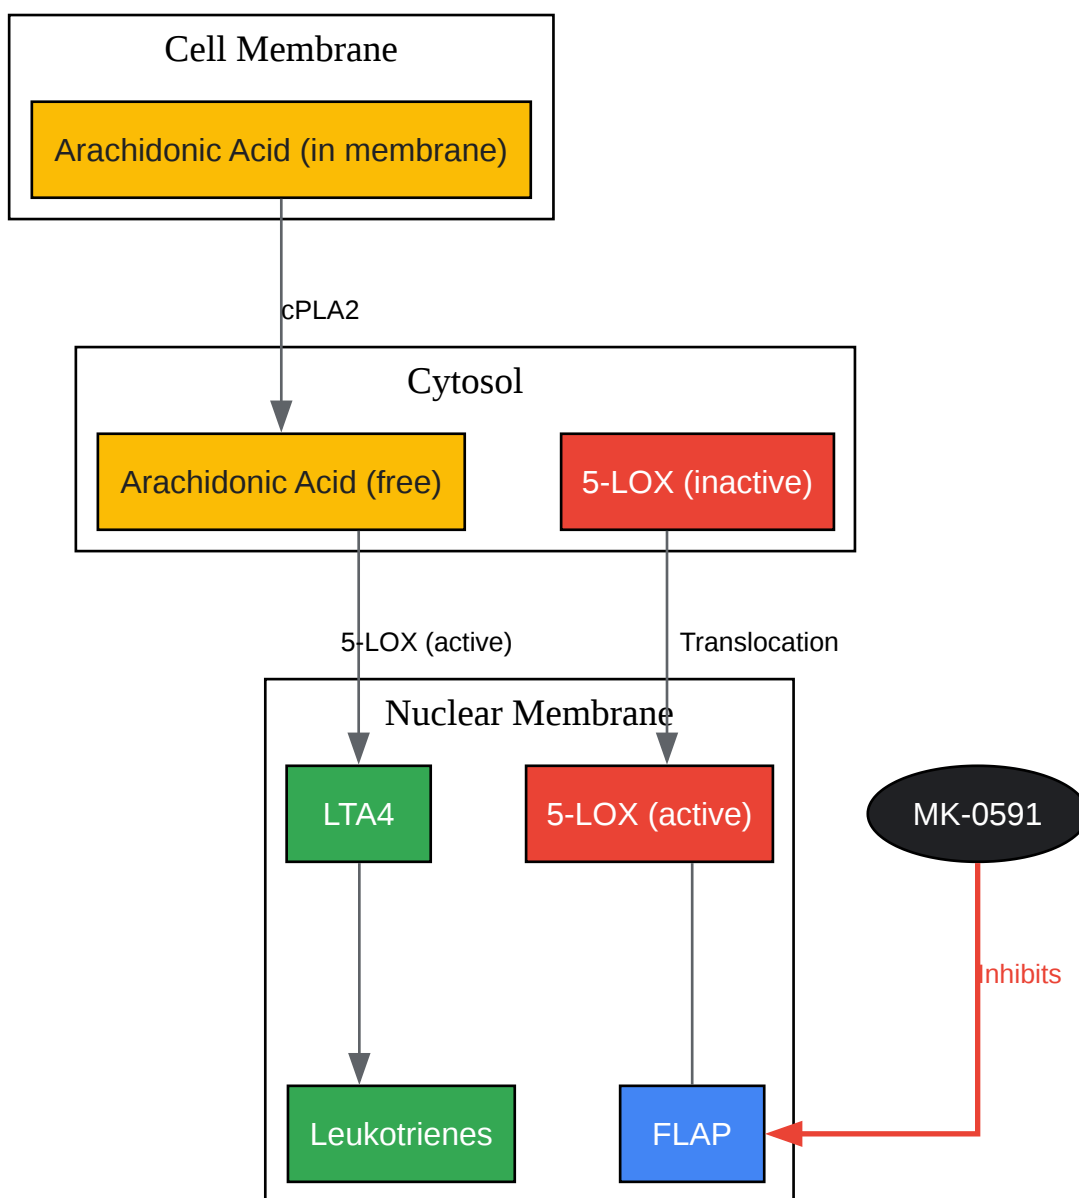 Cell Membrane
Arachidonic Acid (in membrane)
cPLA2
Cytosol
Arachidonic Acid (free)
5-LOX (inactive)
5-LOX (active)
Translocation
Nuclear Membrane
LTA4
5-LOX (active)
MK-0591
Inhibits
Leukotrienes
FLAP